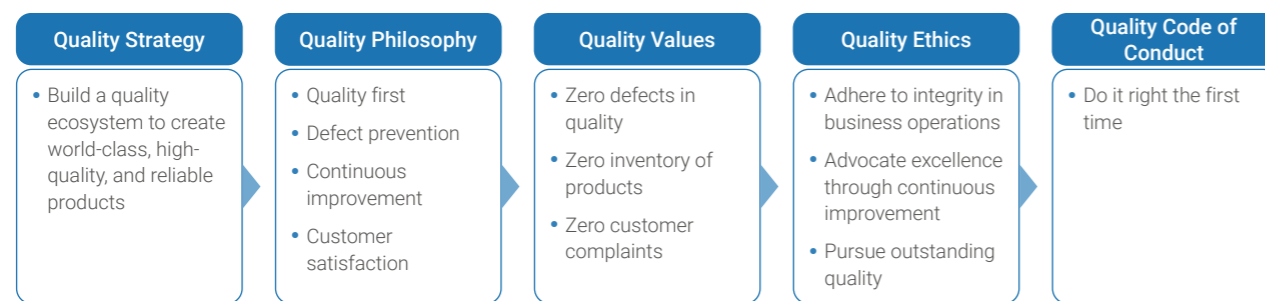 Quality Strategy
• Build a quality
ecosystem to create
world-class, high-
quality, and reliable
products
Quality Philosophy
• Quality first
• Defect prevention
• Continuous
improvement
• Customer
satisfaction
Quality Values
• Zero defects in
quality
• Zero inventory of
products
• Zero customer
complaints
Quality Ethics
• Adhere to integrity in
business operations
• Advocate excellence
through continuous
improvement
• Pursue outstanding
quality
Quality Code of
Conduct
• Do it right the first
time